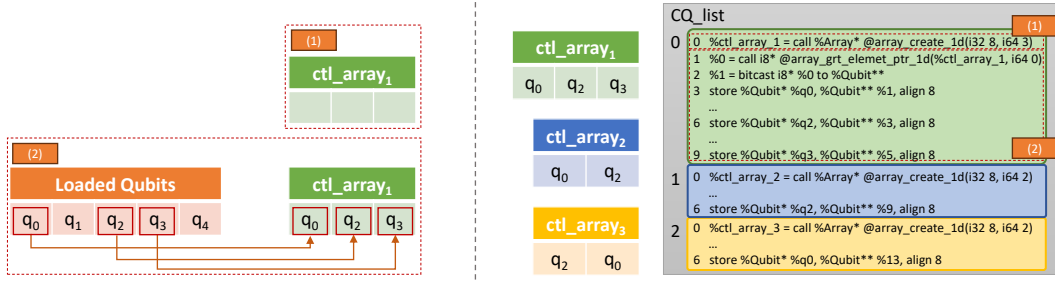 (1)
ctl_array1
(2)
Loaded Qubits
q0 q1 q2 q3 q4
ctl_array1
q0 q2 q3
ctl_array1
q0 q2 q3
ctl_array2
q0 q2
ctl_array3
q2 q0
CQ_list
(1)
0
0 %ctl_array_1 = call %Array* @array_create_1d(i32 8, i64 3)
1 %0 = call i8* @array_grt_elemet_ptr_1d(%ctl_array_1, i64 0)
2 %1 = bitcast i8* %0 to %Qubit**
3 store %Qubit* %q0, %Qubit** %1, align 8
...
6 store %Qubit* %q2, %Qubit** %3, align 8
...
(2)
9 store %Qubit* %q3, %Qubit** %5, align 8
1
0 %ctl_array_2 = call %Array* @array_create_1d(i32 8, i64 2)
...
6 store %Qubit* %q2, %Qubit** %9, align 8
2
0 %ctl_array_3 = call %Array* @array_create_1d(i32 8, i64 2)
...
6 store %Qubit* %q0, %Qubit** %13, align 8